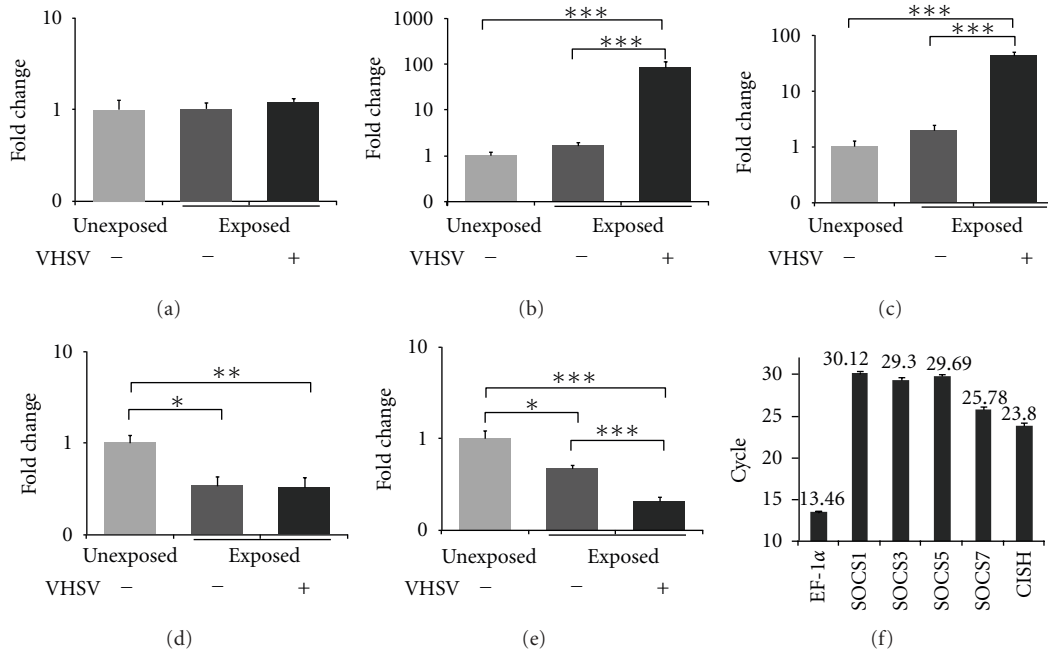 10
1
0
Fold change
Unexposed Exposed
VHSV − − +
(a)
1000
100
10
1
0
Fold change
∗∗∗
∗∗∗
Unexposed Exposed
− − +
(b)
100
10
1
0
Fold change
∗∗∗
∗∗∗
Unexposed Exposed
− − +
(c)
10
1
0
Fold change
∗∗
∗
Unexposed Exposed
VHSV − − +
(d)
10
1
0
Fold change
∗∗∗
∗
∗∗∗
Unexposed Exposed
VHSV − − +
(e)
30
25
20
15
10
Cycle
13.46
30.12
29.3
29.69
25.78
23.8
EF-1α
SOCS1
SOCS3
SOCS5
SOCS7
CISH
(f)